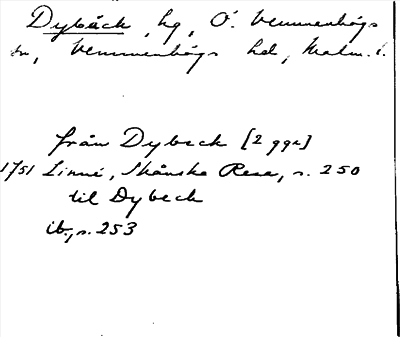 Dybäck, hg, Ö. Vemmenhögs
sn, Vemmenhögs hd, Malm. l.
från Dybeck [2 ggr]
1751 Linné, Skånska Resa, s. 250
til Dybeck
ib., s. 253